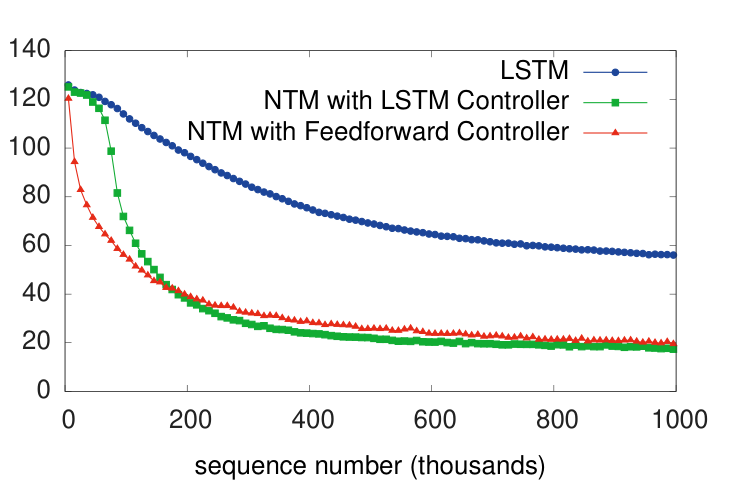 140
120
100
80
60
40
20
0
LSTM
NTM with LSTM Controller
NTM with Feedforward Controller
0 200 400 600 800 1000
sequence number (thousands)